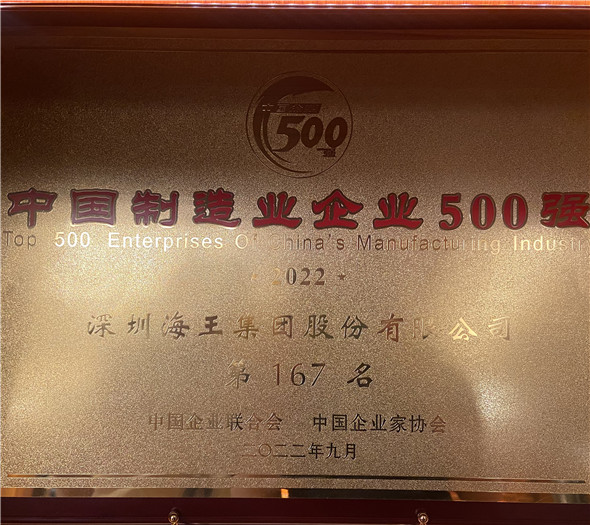 500
中国制造业企业500强
Top 500 Enterprises Of China's Manufacturing Industr
2022
深圳海王集团股份有限公司
第 167 名
中国企业联合会 中国企业家协会
二〇二二年九月